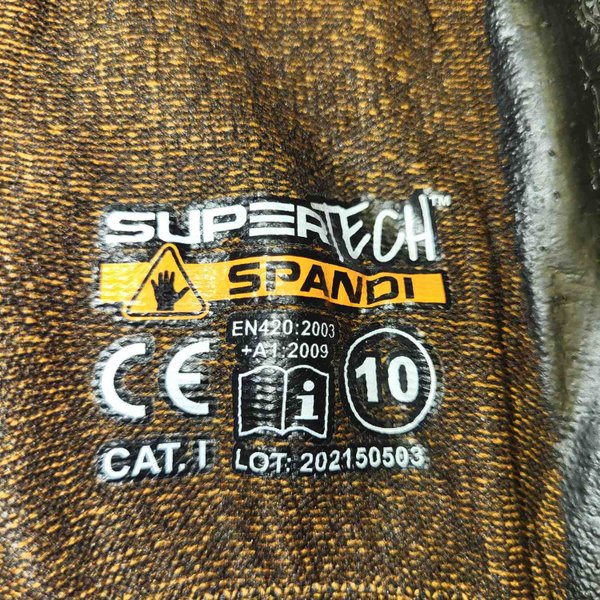 SUPERTECH™
SPANDI
EN420:2003
+A1:2009
CE
i
10
CAT. I
LOT: 202150503